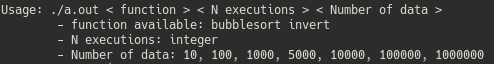 Usage: ./a.out < function > < N executions > < Number of data >
- function available: bubblesort invert
- N executions: integer
- Number of data: 10, 100, 1000, 5000, 10000, 100000, 1000000